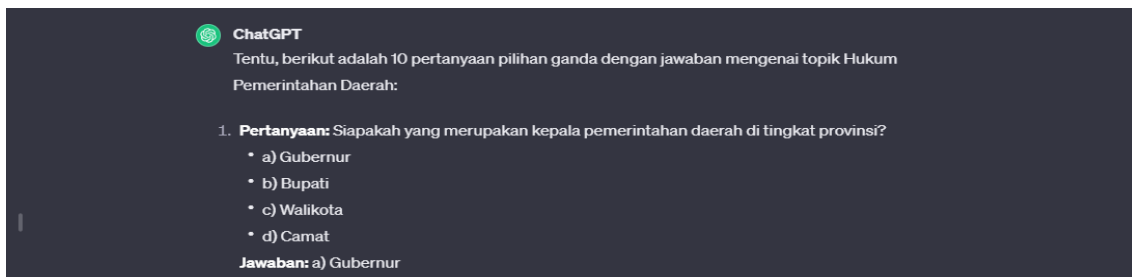 ChatGPT
Tentu, berikut adalah 10 pertanyaan pilihan ganda dengan jawaban mengenai topik Hukum
Pemerintahan Daerah:
1. Pertanyaan: Siapakah yang merupakan kepala pemerintahan daerah di tingkat provinsi?
• a) Gubernur
• b) Bupati
• c) Walikota
• d) Camat
Jawaban: a) Gubernur